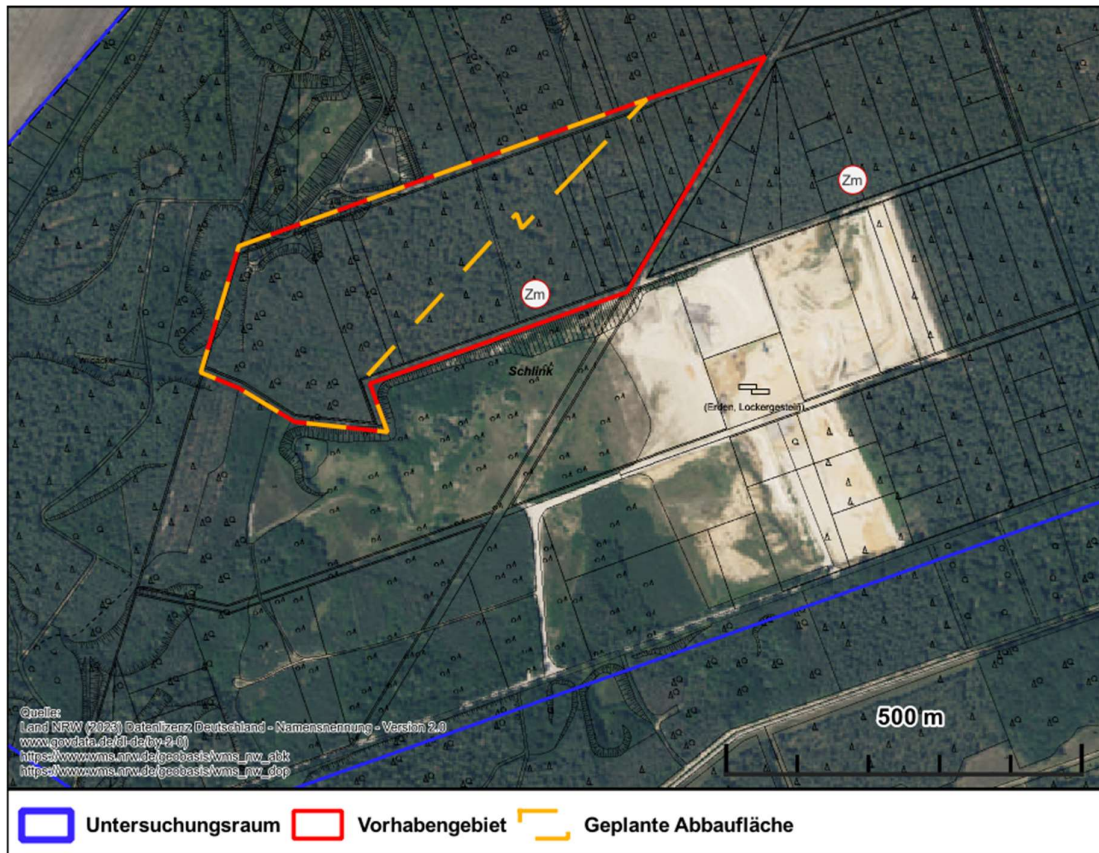 Zm
Zm
Schlink
(Erden, Lockergestein)
Quelle:
Land NRW (2023) Datenlizenz Deutschland - Namensnennung - Version 2.0
www.govdata.de/dl-de/by-2-0)
https://www.wms.nrw.de/geobasis/wms_nw_abk
https://www.wms.nrw.de/geobasis/wms_nw_dop
500 m
Untersuchungsraum Vorhabengebiet Geplante Abbaufläche